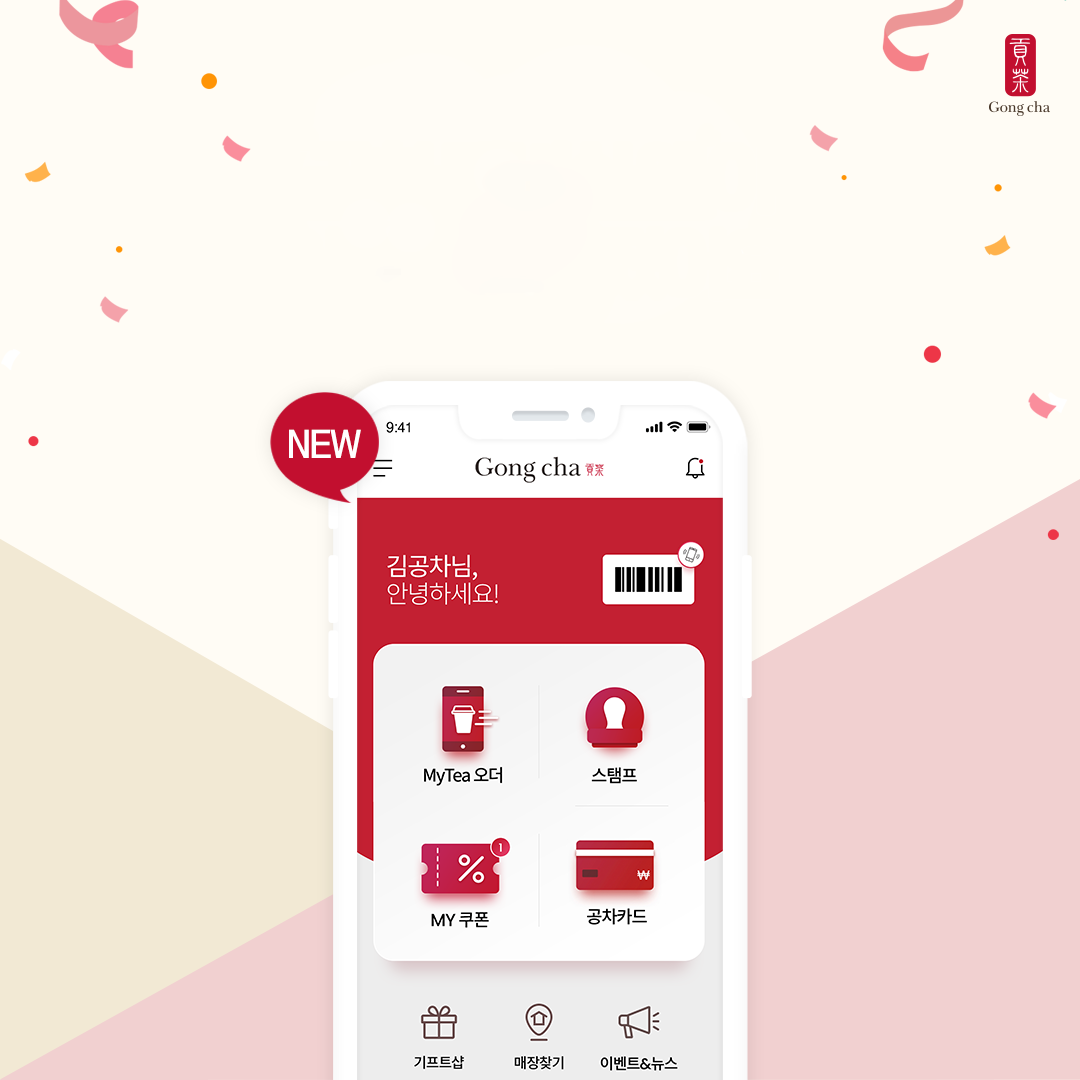 貢茶
Gong cha
NEW
9:41
Gong cha 貢茶
김공차님,
안녕하세요!
MyTea 오더
스탬프
1
%
₩
MY 쿠폰
공차카드
기프트샵
매장찾기
이벤트&뉴스